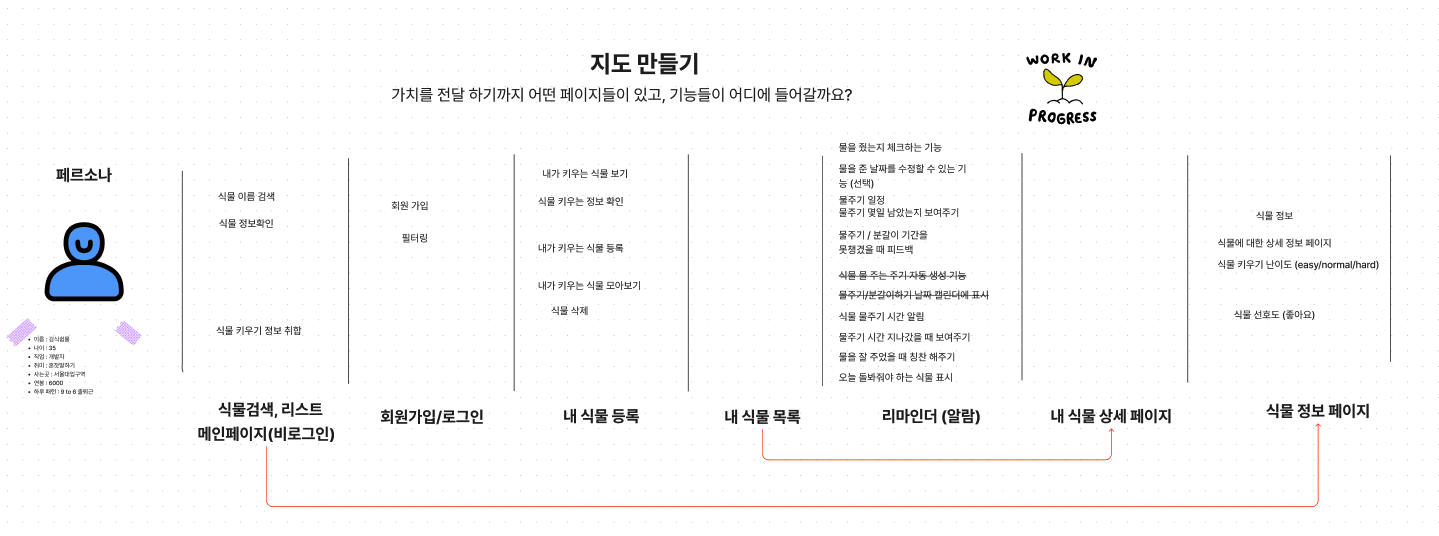 지도 만들기
가치를 전달 하기까지 어떤 페이지들이 있고, 기능들이 어디에 들어갈까요?
WORK IN
PROGRESS
페르소나
이름 : 김식쉽물
나이 : 35
직업 : 개발자
취미 : 혼잣말하기
사는곳 : 서울대입구역
연봉 : 6000
하루 패턴 : 9 to 6 출퇴근
식물 이름 검색
식물 정보확인
식물 키우기 정보 취합
식물검색, 리스트
메인페이지(비로그인)
회원 가입
필터링
회원가입/로그인
내가 키우는 식물 보기
식물 키우는 정보 확인
내가 키우는 식물 등록
내가 키우는 식물 모아보기
식물 삭제
내 식물 등록
내 식물 목록
물을 줬는지 체크하는 기능
물을 준 날짜를 수정할 수 있는 기
능 (선택)
물주기 일정
물주기 몇일 남았는지 보여주기
물주기 / 분갈이 기간을
못챙겼을 때 피드백
식물 물 주는 주기 자동 생성 기능
물주기/분갈이하기 날짜 캘린더에 표시
식물 물주기 시간 알림
물주기 시간 지나갔을 때 보여주기
물을 잘 주었을 때 칭찬 해주기
오늘 돌봐줘야 하는 식물 표시
리마인더 (알람)
내 식물 상세 페이지
식물 정보
식물에 대한 상세 정보 페이지
식물 키우기 난이도 (easy/normal/hard)
식물 선호도 (좋아요)
식물 정보 페이지